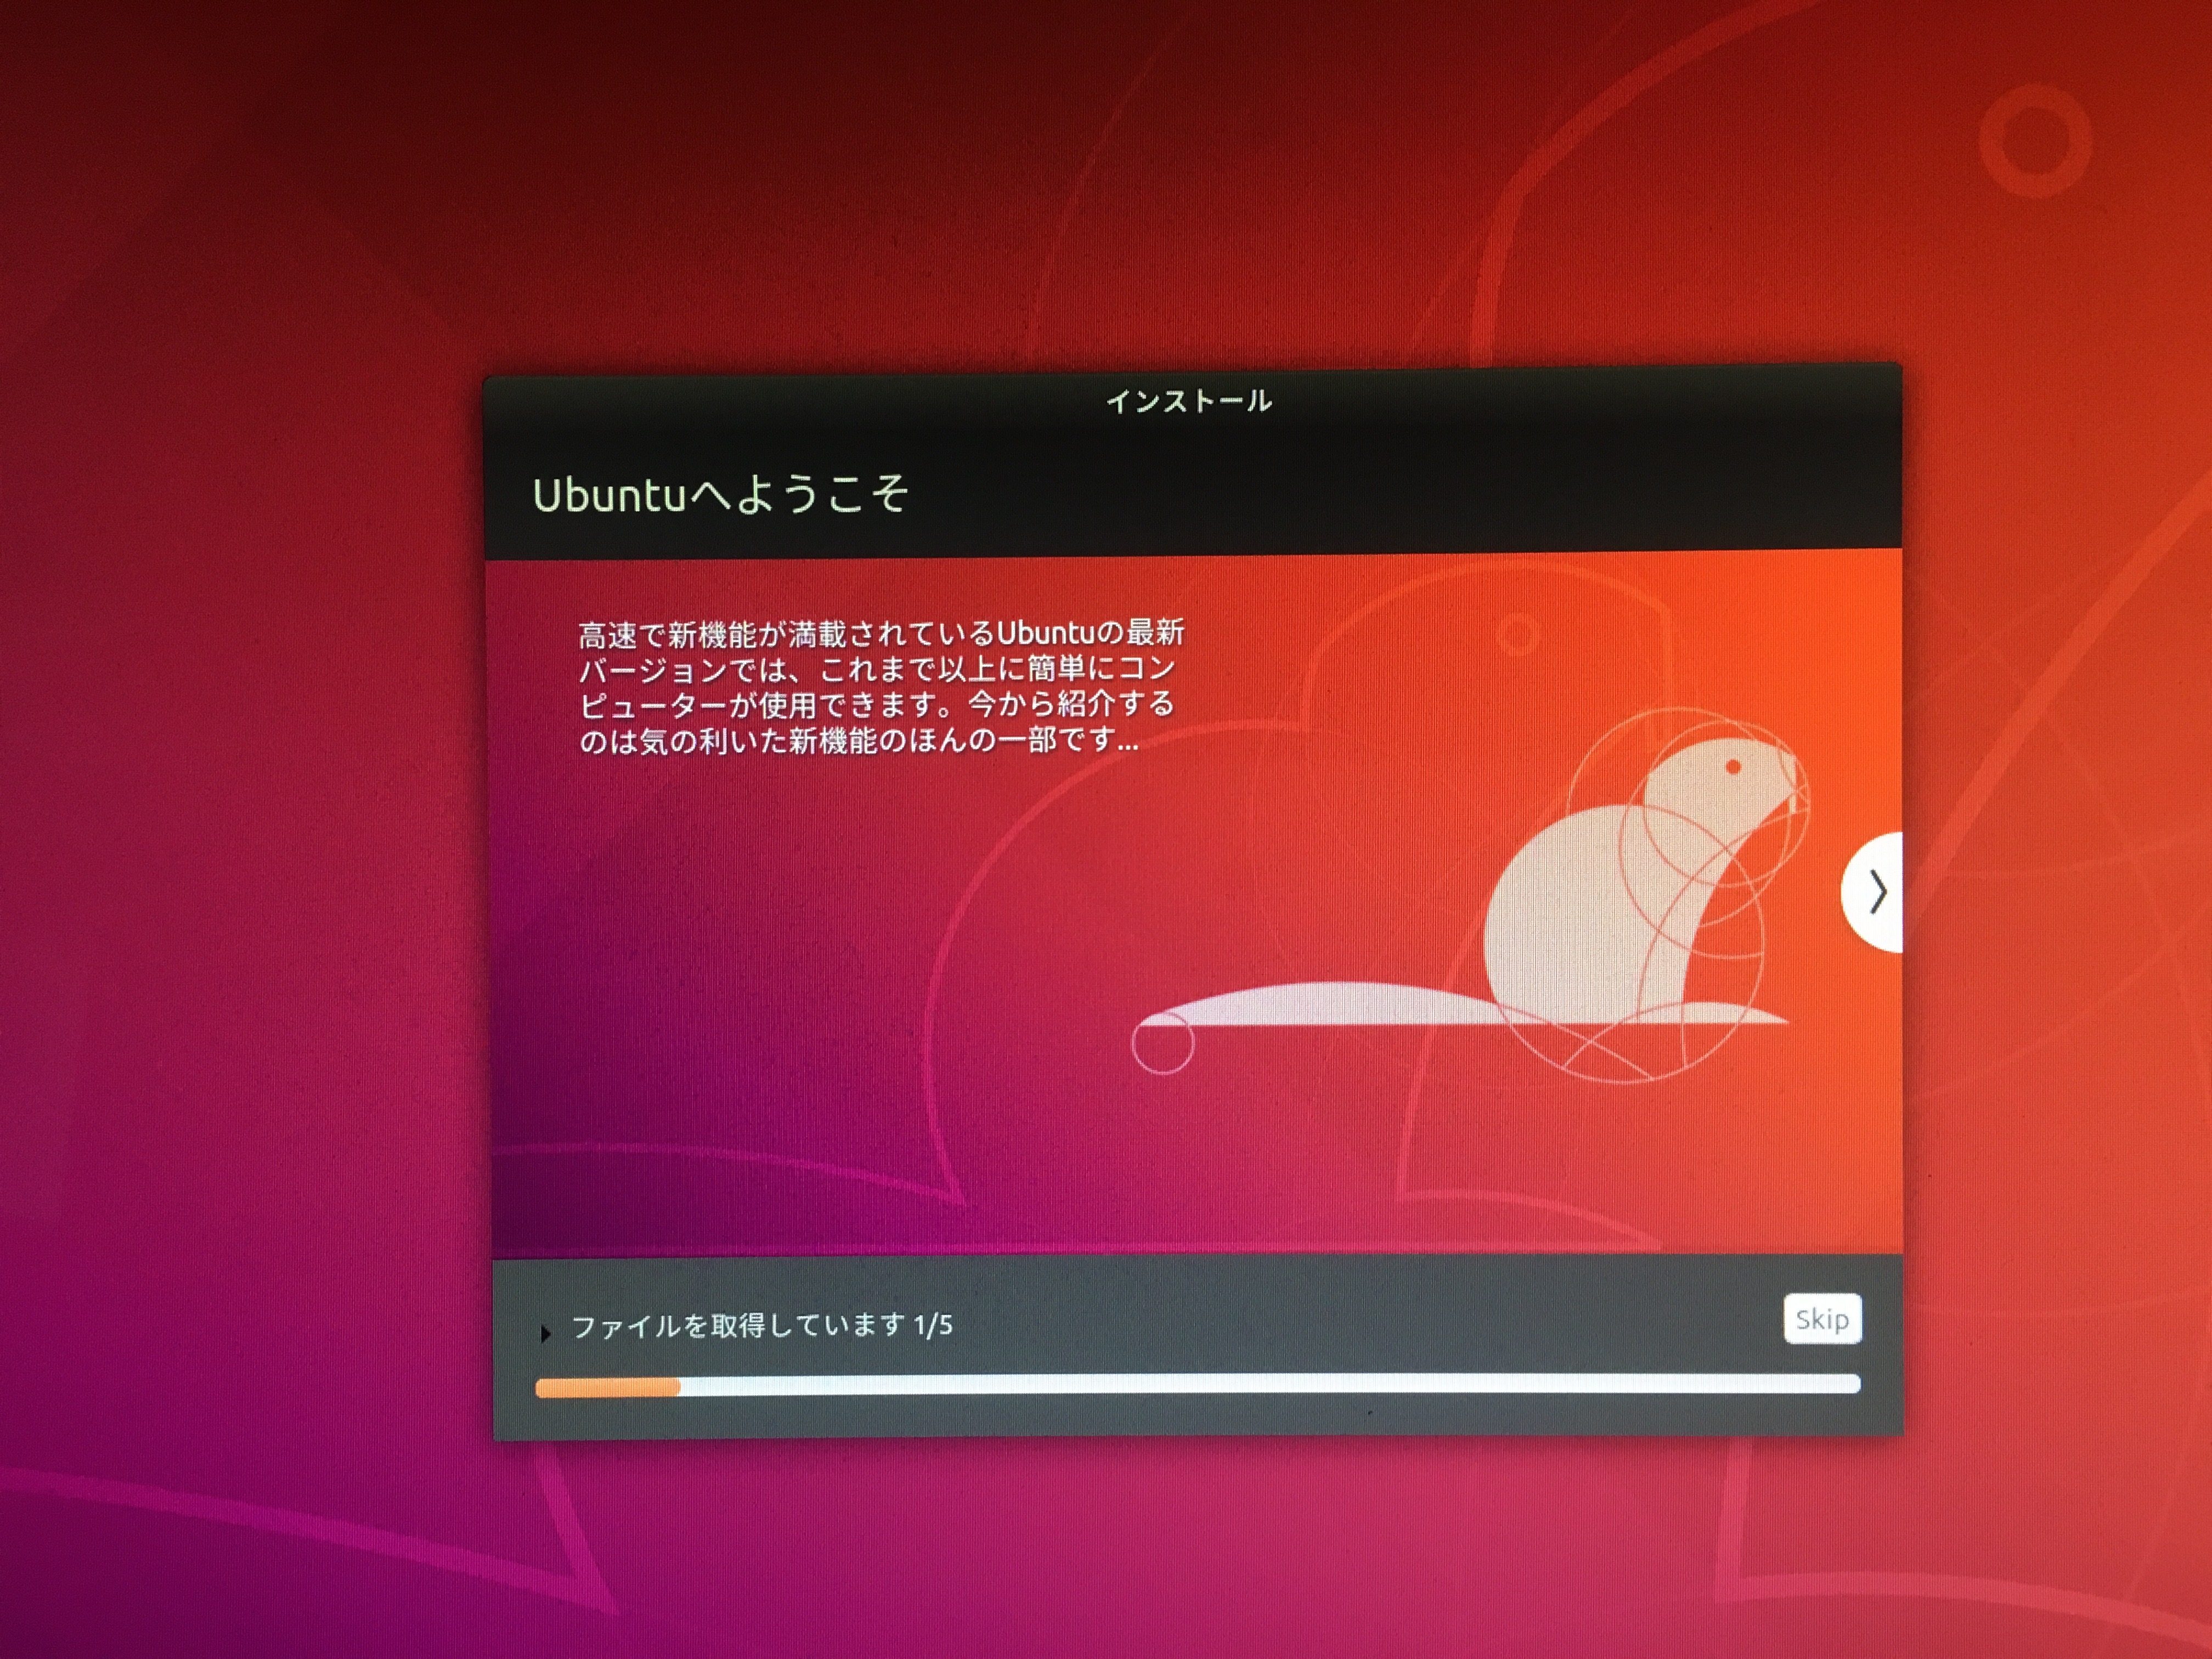 インストール
Ubuntuへようこそ
高速で新機能が満載されているUbuntuの最新
バージョンでは、これまで以上に簡単にコン
ピューターが使用できます。今から紹介する
のは気の利いた新機能のほんの一部です...
ファイルを取得しています 1/5
Skip